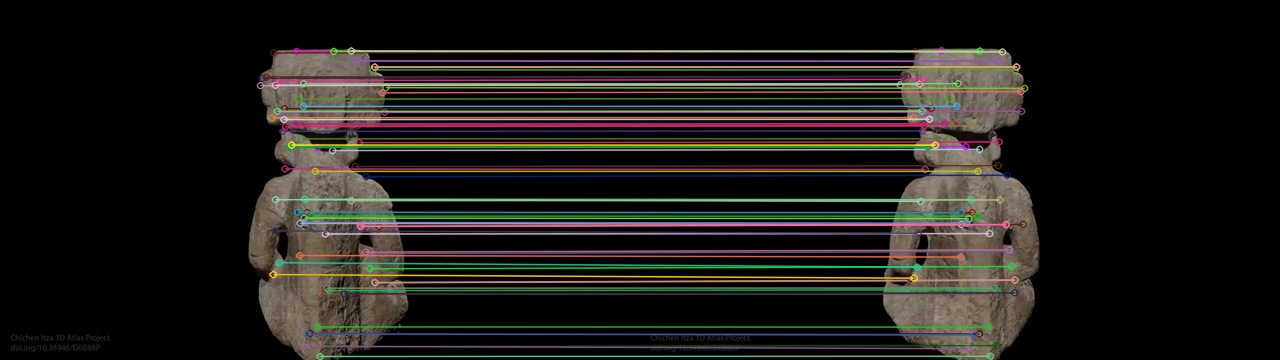 Chichen Itza 3D Atlas Project
doi.org/10.34946/D6888P
Chichen Itza 3D Atlas Project